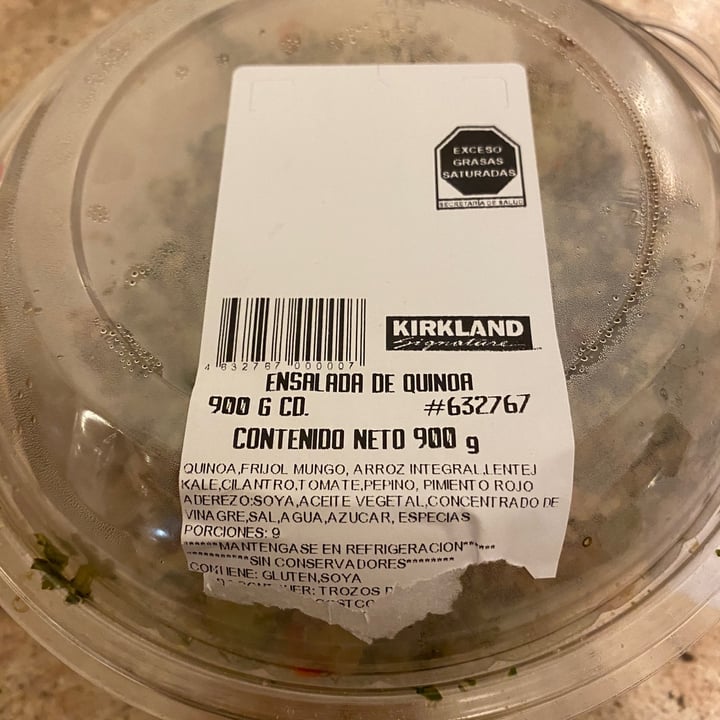 EXCESO
GRASAS
SATURADAS
SECRETARÍA DE SALUD
4 632767 000007
KIRKLAND
Signature
ENSALADA DE QUINOA
900 G CD. #632767
CONTENIDO NETO 900 g
QUINOA,FRIJOL MUNGO, ARROZ INTEGRAL,LENTEJ
KALE,CILANTRO,TOMATE,PEPINO, PIMIENTO ROJO
ADEREZO:SOYA,ACEITE VEGETAL,CONCENTRADO DE
VINAGRE,SAL,AGUA,AZUCAR, ESPECIAS
PORCIONES: 9
******MANTENGASE EN REFRIGERACION******
***********SIN CONSERVADORES********
CONTIENE: GLUTEN,SOYA
TROZOS